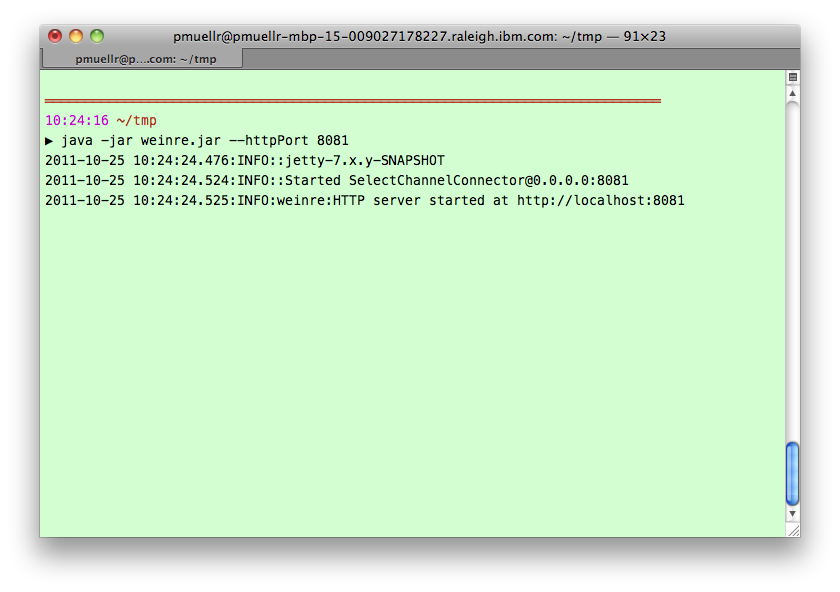 pmuellr@pmuellr-mbp-15-009027178227.raleigh.ibm.com: ~/tmp — 91×23
pmuellr@p....com: ~/tmp
10:24:16 ~/tmp
▶ java -jar weinre.jar --httpPort 8081
2011-10-25 10:24:24.476:INFO::jetty-7.x.y-SNAPSHOT
2011-10-25 10:24:24.524:INFO::Started SelectChannelConnector@0.0.0.0:8081
2011-10-25 10:24:24.525:INFO:weinre:HTTP server started at http://localhost:8081